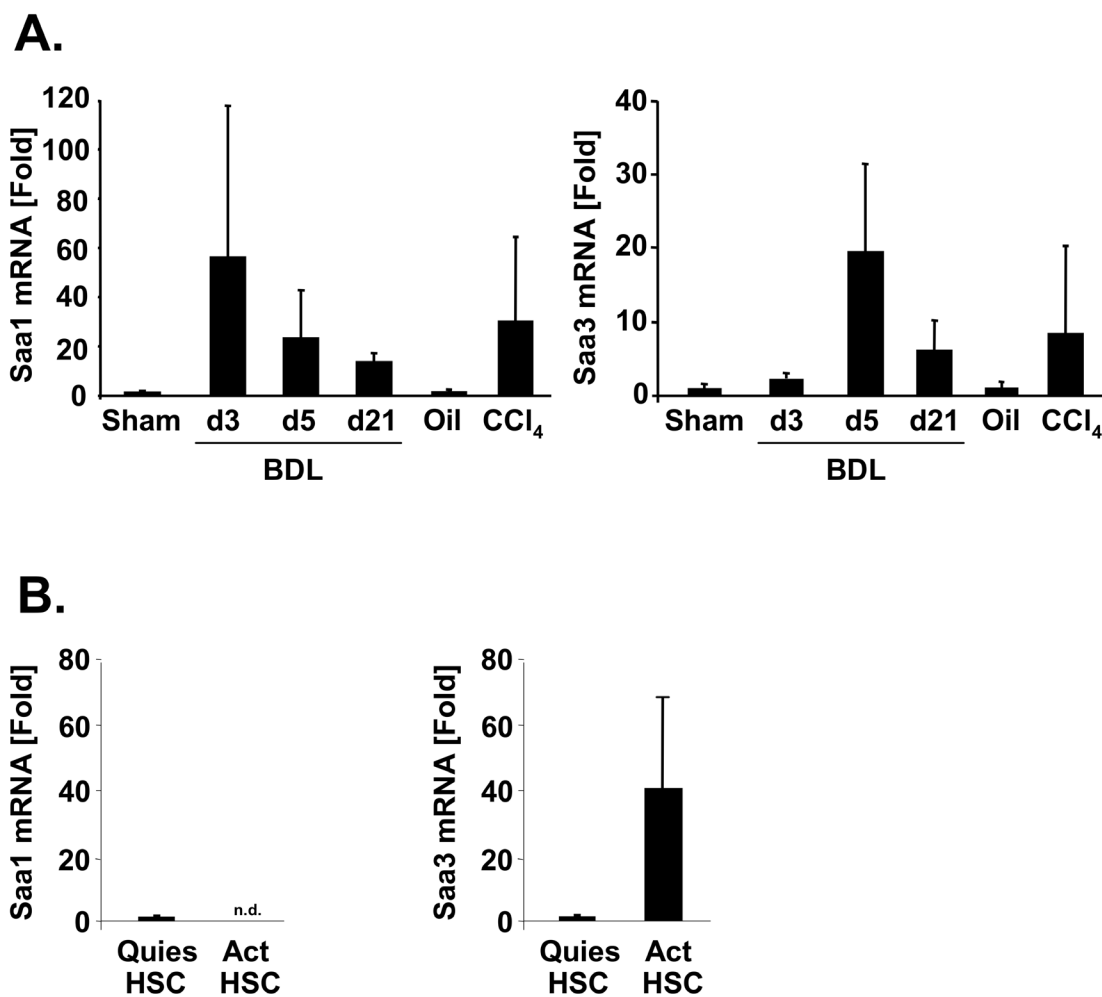 A.
Saa1 mRNA [Fold]
120
100
80
60
40
20
0
Sham d3 d5 d21 Oil CCl₄
BDL
Saa3 mRNA [Fold]
40
30
20
10
0
Sham d3 d5 d21 Oil CCl₄
BDL
B.
Saa1 mRNA [Fold]
80
60
40
20
0
n.d.
Quies Act
HSC HSC
Saa3 mRNA [Fold]
80
60
40
20
0
Quies Act
HSC HSC